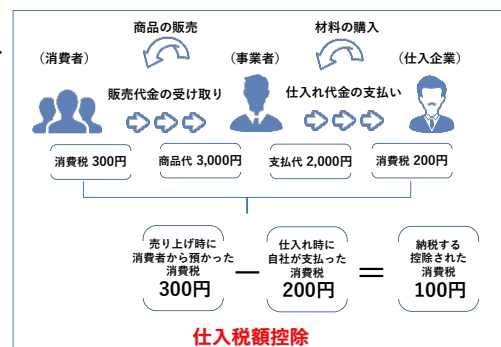 商品の販売
材料の購入
（消費者）
（事業者）
（仕入企業）
販売代金の受け取り
仕入れ代金の支払い
消費税 300円
商品代 3,000円
支払代 2,000円
消費税 200円
売り上げ時に
消費者から預かった
消費税
300円
－
仕入れ時に
自社が支払った
消費税
200円
＝
納税する
控除された
消費税
100円
仕入税額控除